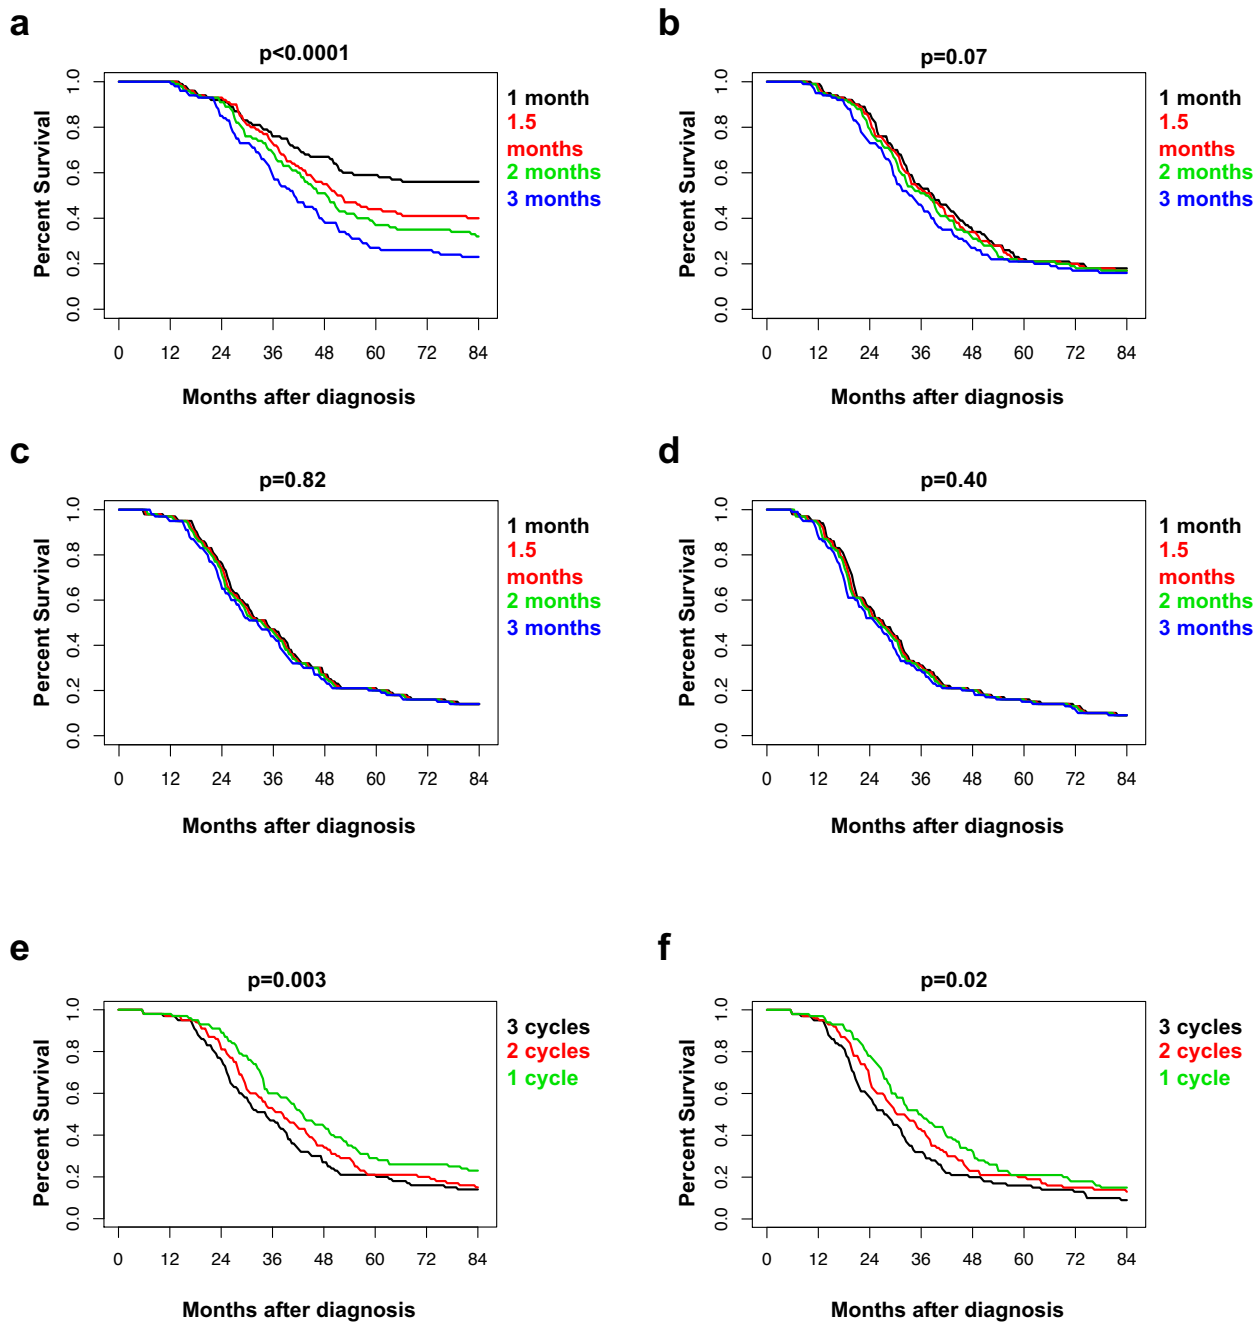 a
p<0.0001
1.0
0.8
0.6
0.4
0.2
0.0
Percent Survival
0 12 24 36 48 60 72 84
Months after diagnosis
1 month
1.5
months
2 months
3 months
b
p=0.07
1.0
0.8
0.6
0.4
0.2
0.0
Percent Survival
0 12 24 36 48 60 72 84
Months after diagnosis
1 month
1.5
months
2 months
3 months
c
p=0.82
1.0
0.8
0.6
0.4
0.2
0.0
Percent Survival
0 12 24 36 48 60 72 84
Months after diagnosis
1 month
1.5
months
2 months
3 months
d
p=0.40
1.0
0.8
0.6
0.4
0.2
0.0
Percent Survival
0 12 24 36 48 60 72 84
Months after diagnosis
1 month
1.5
months
2 months
3 months
e
p=0.003
1.0
0.8
0.6
0.4
0.2
0.0
Percent Survival
0 12 24 36 48 60 72 84
Months after diagnosis
3 cycles
2 cycles
1 cycle
f
p=0.02
1.0
0.8
0.6
0.4
0.2
0.0
Percent Survival
0 12 24 36 48 60 72 84
Months after diagnosis
3 cycles
2 cycles
1 cycle